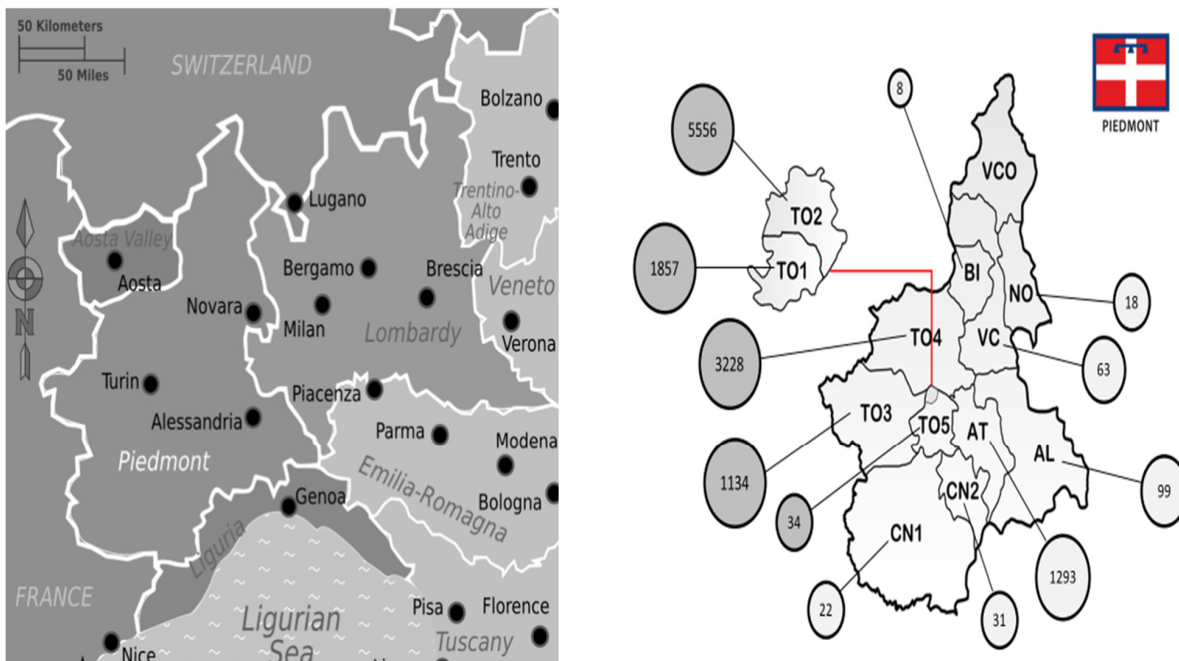 50 Kilometers
50 Miles
SWITZERLAND
Bolzano
Trento
Trentino-
Alto
Adige
Lugano
Aosta Valley
Aosta
Bergamo
Brescia
Veneto
Novara
Milan
Lombardy
Verona
N
Turin
Piacenza
Alessandria
Parma
Modena
Piedmont
Emilia-Romagna
Bologna
Genoa
Liguria
FRANCE
Ligurian
Sea
Pisa
Florence
Tuscany
Nice
PIEDMONT
8
5556
VCO
TO2
1857
TO1
BI
NO
18
TO4
VC
3228
63
TO3
TO5
AT
AL
1134
CN2
99
34
CN1
1293
22
31